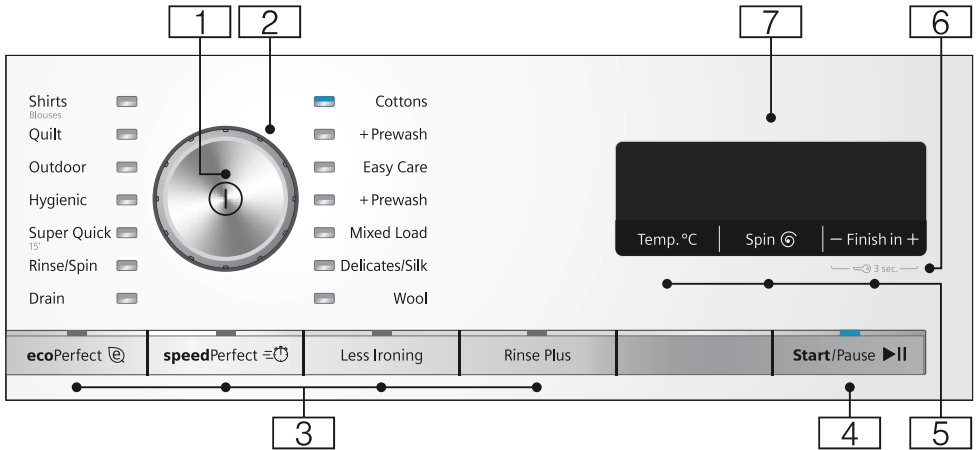 1
2
7
6
Shirts
Blouses
Quilt
Outdoor
Hygienic
Super Quick
15'
Rinse/Spin
Drain
Cottons
+ Prewash
Easy Care
+ Prewash
Mixed Load
Delicates/Silk
Wool
Temp. °C
Spin
– Finish in +
3 sec.
ecoPerfect e
speedPerfect
Less Ironing
Rinse Plus
Start/Pause
3
4
5